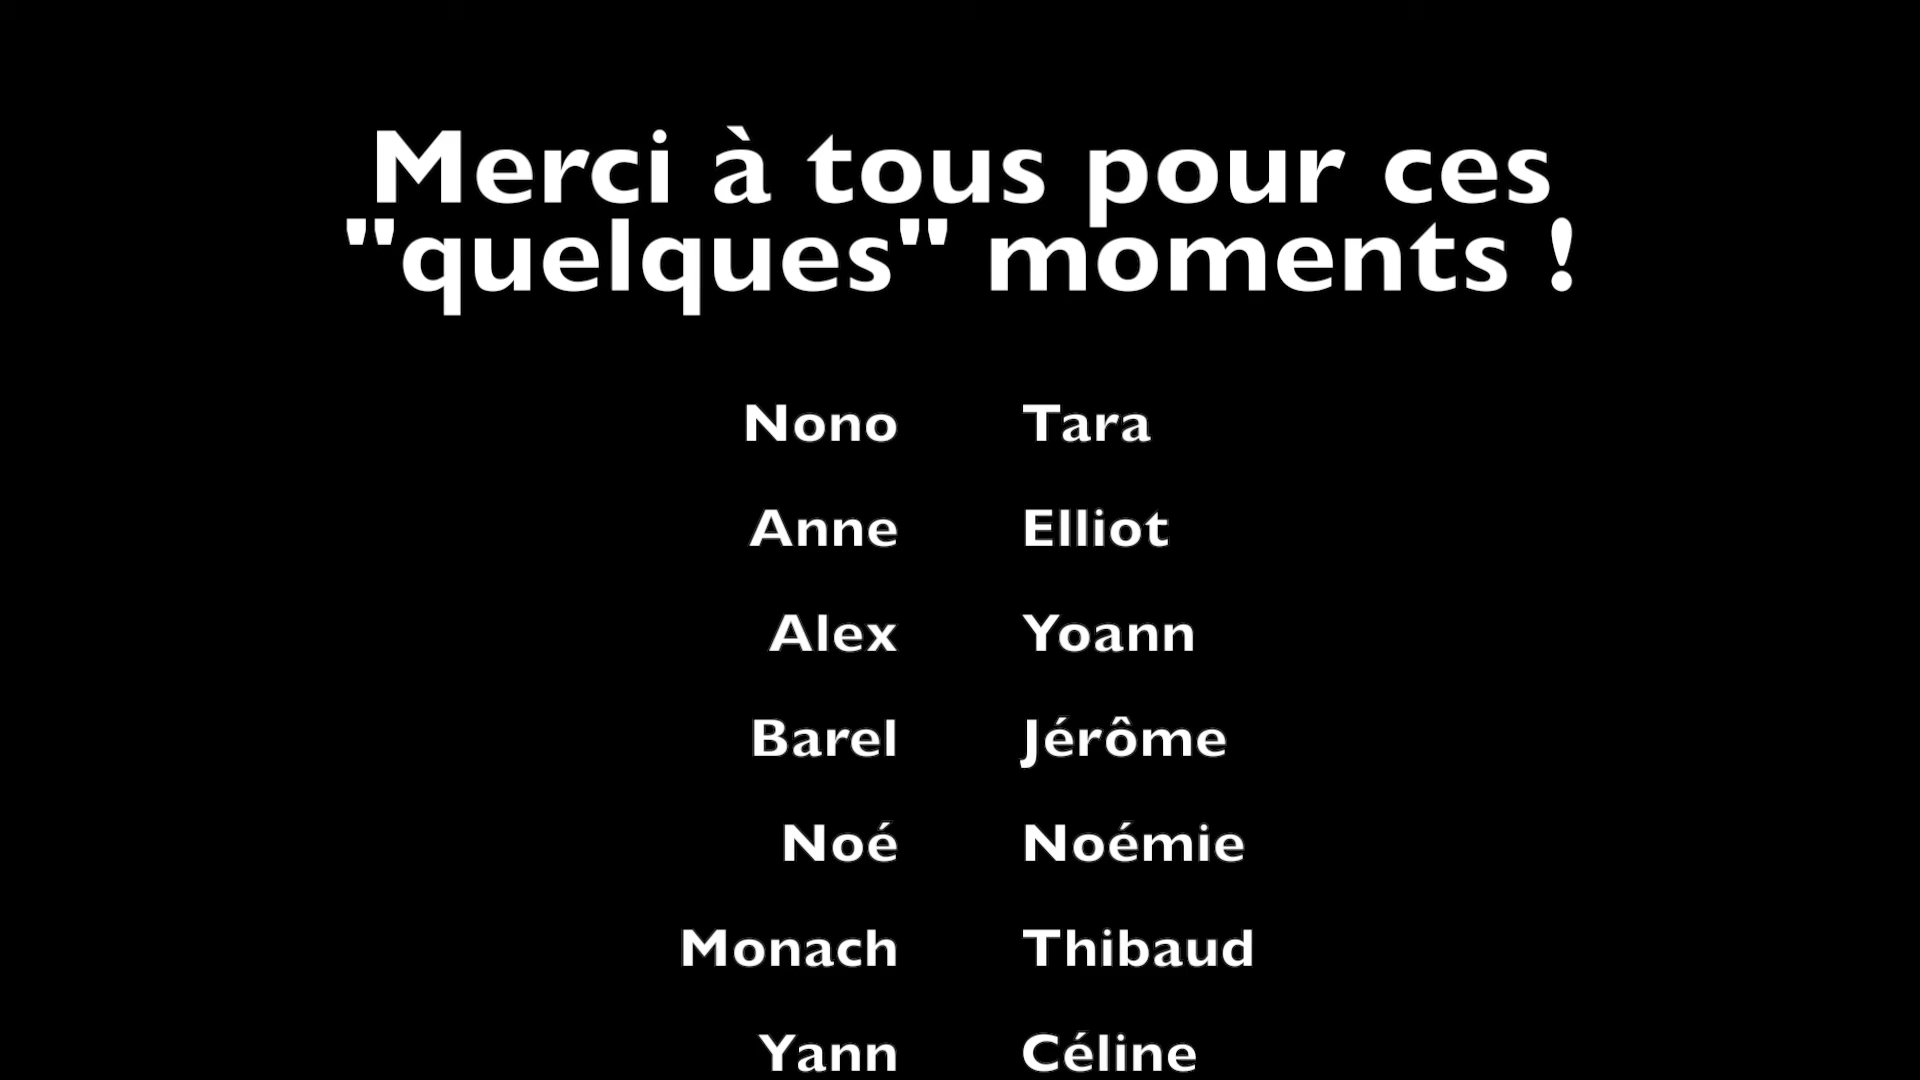 Merci à tous pour ces
"quelques" moments !
Nono Tara
Anne Elliot
Alex Yoann
Barel Jérôme
Noé Noémie
Monach Thibaud
Yann Céline